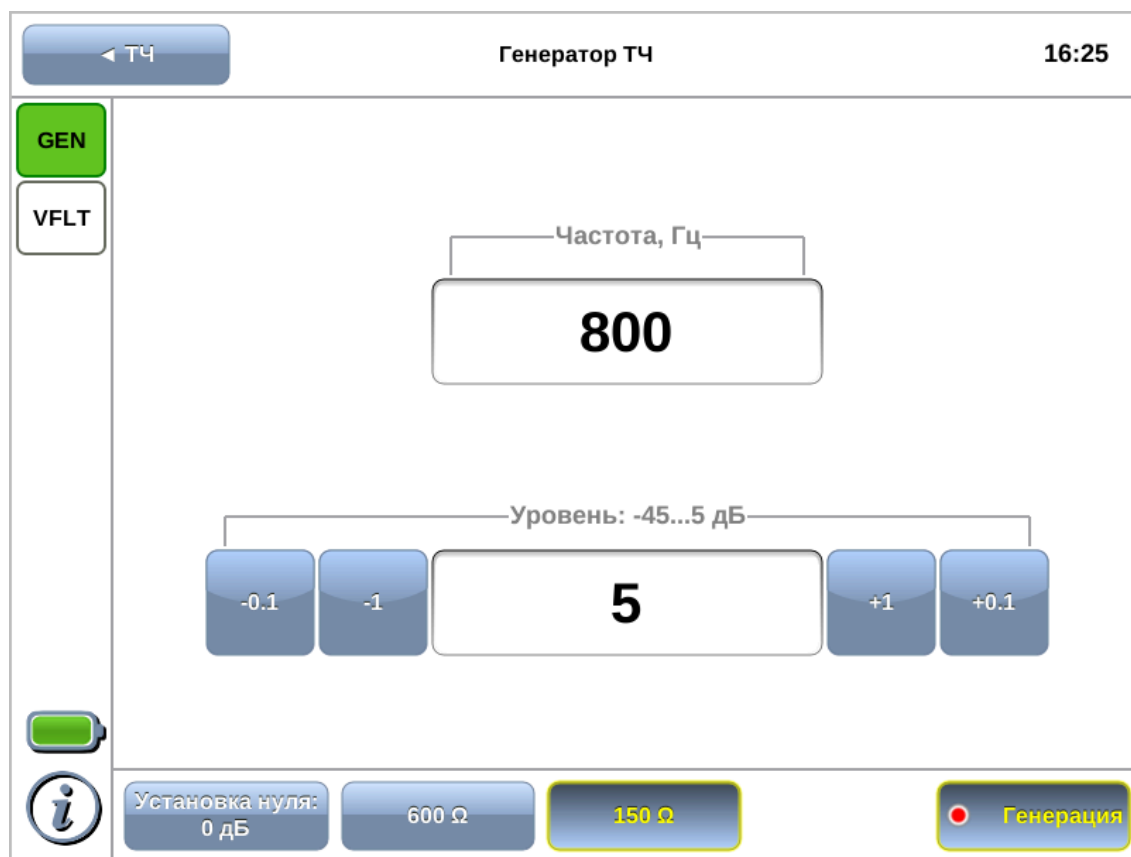 ◄ ТЧ
Генератор ТЧ
16:25
GEN
VFLT
Частота, Гц
800
Уровень: -45...5 дБ
-0.1
-1
5
+1
+0.1
i
Установка нуля:
0 дБ
600 Ω
150 Ω
Генерация